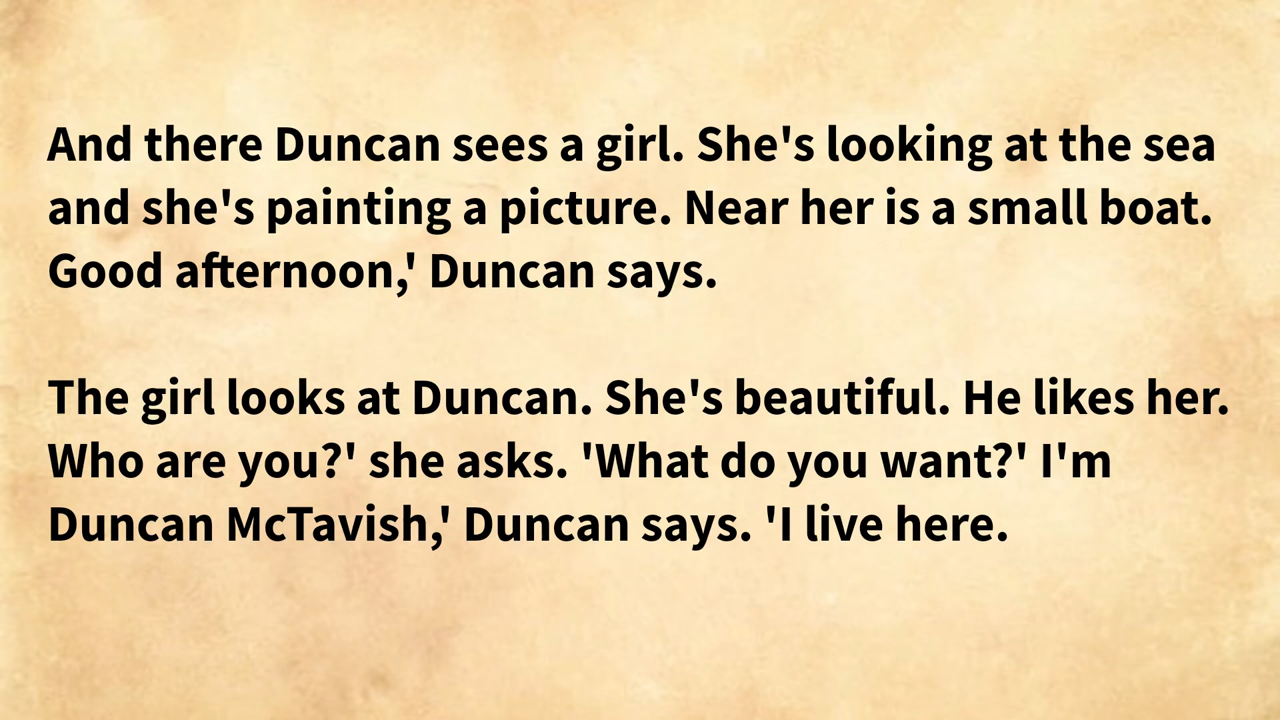 And there Duncan sees a girl. She's looking at the sea
and she's painting a picture. Near her is a small boat.
Good afternoon,' Duncan says.
The girl looks at Duncan. She's beautiful. He likes her.
Who are you?' she asks. 'What do you want?' I'm
Duncan McTavish,' Duncan says. 'I live here.